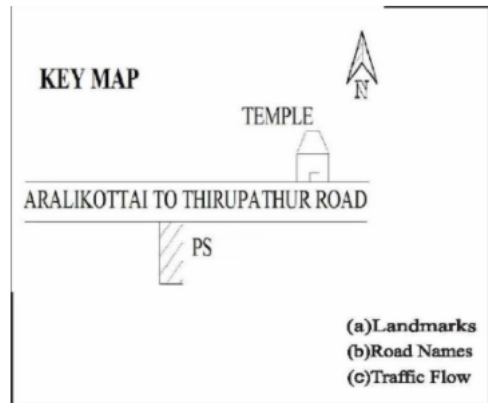 KEY MAP
N
TEMPLE
ARALIKOTTAI TO THIRUPATHUR ROAD
PS
(a)Landmarks
(b)Road Names
(c)Traffic Flow